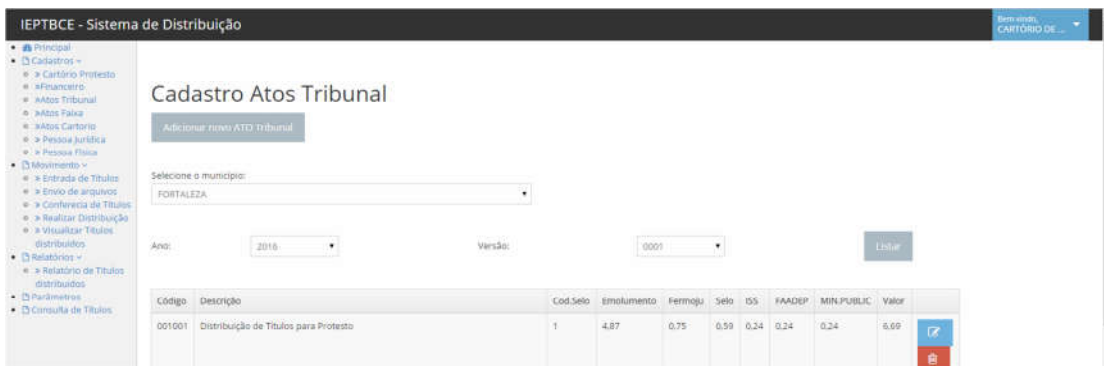 IEPTBCE - Sistema de Distribuição
Bem vindo,
CARTÓRIO DE ...
Principal
Cadastros
» Cartório Protesto
»Financeiro
»Atos Tribunal
»Atos Faixa
»Atos Cartorio
» Pessoa Jurídica
» Pessoa Física
Movimento
» Entrada de Títulos
» Envio de arquivos
» Conferecia de Títulos
» Realizar Distribuição
» Visualizar Títulos
distribuidos
Relatórios
» Relatório de Títulos
distribuidos
Parâmetros
Consulta de Títulos
Cadastro Atos Tribunal
Adicionar novo ATO Tribunal
Selecione o município:
FORTALEZA
Ano: 2016 Versão: 0001 Listar
Código Descrição Cod.Selo Emolumento Fermoju Selo ISS FAADEP MIN.PUBLIC Valor
001001 Distribuição de Títulos para Protesto 1 4,87 0,75 0,59 0,24 0,24 0,24 6,69